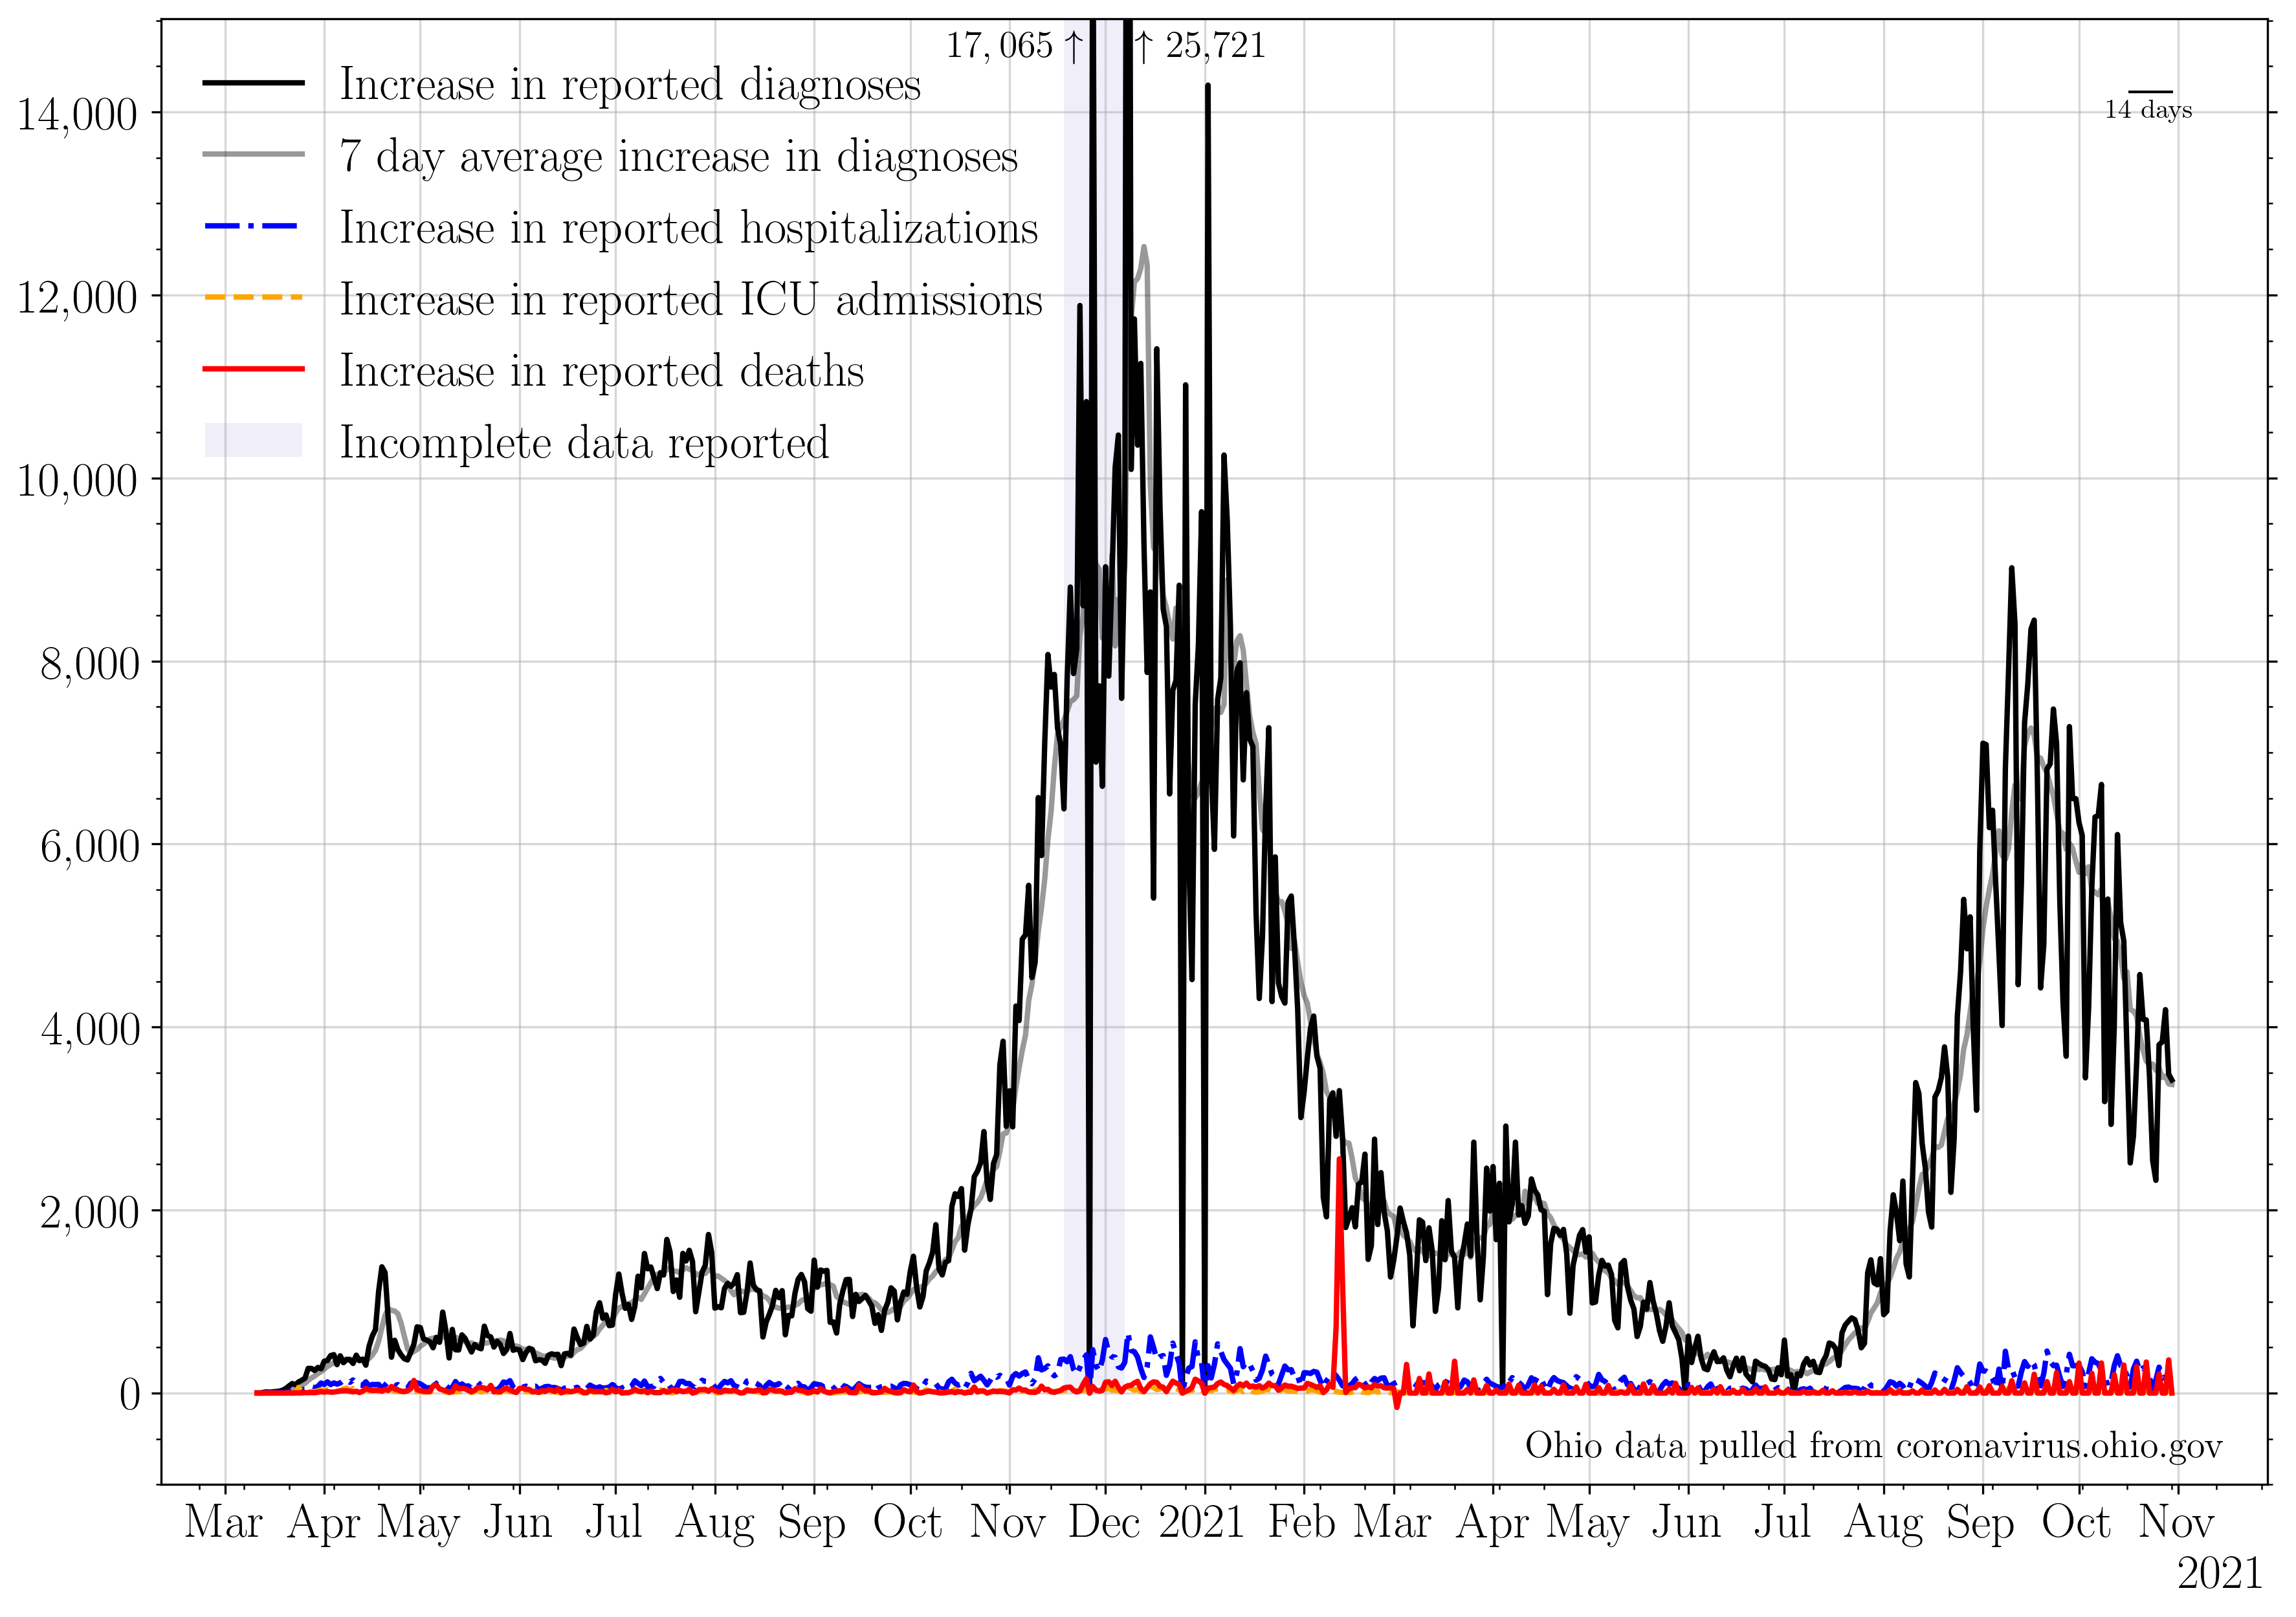 17,065 ↑ ↑ 25,721
Increase in reported diagnoses
7 day average increase in diagnoses
Increase in reported hospitalizations
Increase in reported ICU admissions
Increase in reported deaths
Incomplete data reported
14 days
14,000
12,000
10,000
8,000
6,000
4,000
2,000
0
Ohio data pulled from coronavirus.ohio.gov
Mar Apr May Jun Jul Aug Sep Oct Nov Dec 2021 Feb Mar Apr May Jun Jul Aug Sep Oct Nov
2021